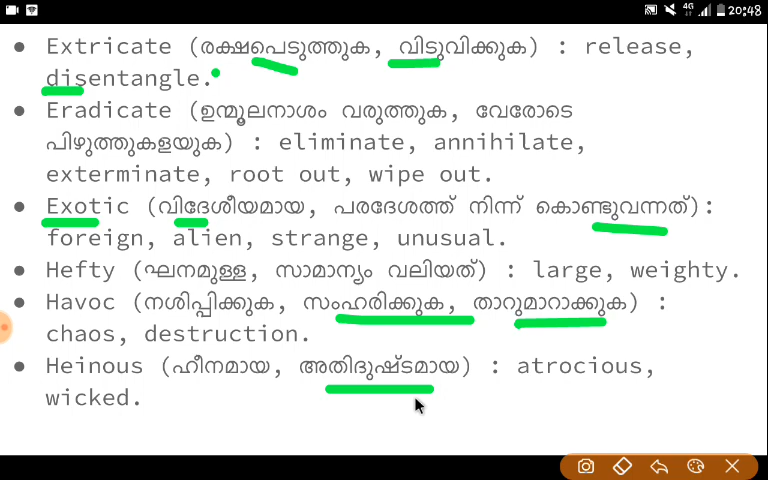 4G 20:48
● Extricate (രക്ഷപെടുത്തുക, വിടുവിക്കുക) : release,
disentangle.
● Eradicate (ഉന്മൂലനാശം വരുത്തുക, വേരോടെ
പിഴുത്തുകളയുക) : eliminate, annihilate,
exterminate, root out, wipe out.
● Exotic (വിദേശീയമായ, പരദേശത്ത് നിന്ന് കൊണ്ടുവന്നത്):
foreign, alien, strange, unusual.
● Hefty (ഘനമുള്ള, സാമാന്യം വലിയത്) : large, weighty.
● Havoc (നശിപ്പിക്കുക, സംഹരിക്കുക, താറുമാറാക്കുക) :
chaos, destruction.
● Heinous (ഹീനമായ, അതിദുഷ്ടമായ) : atrocious,
wicked.